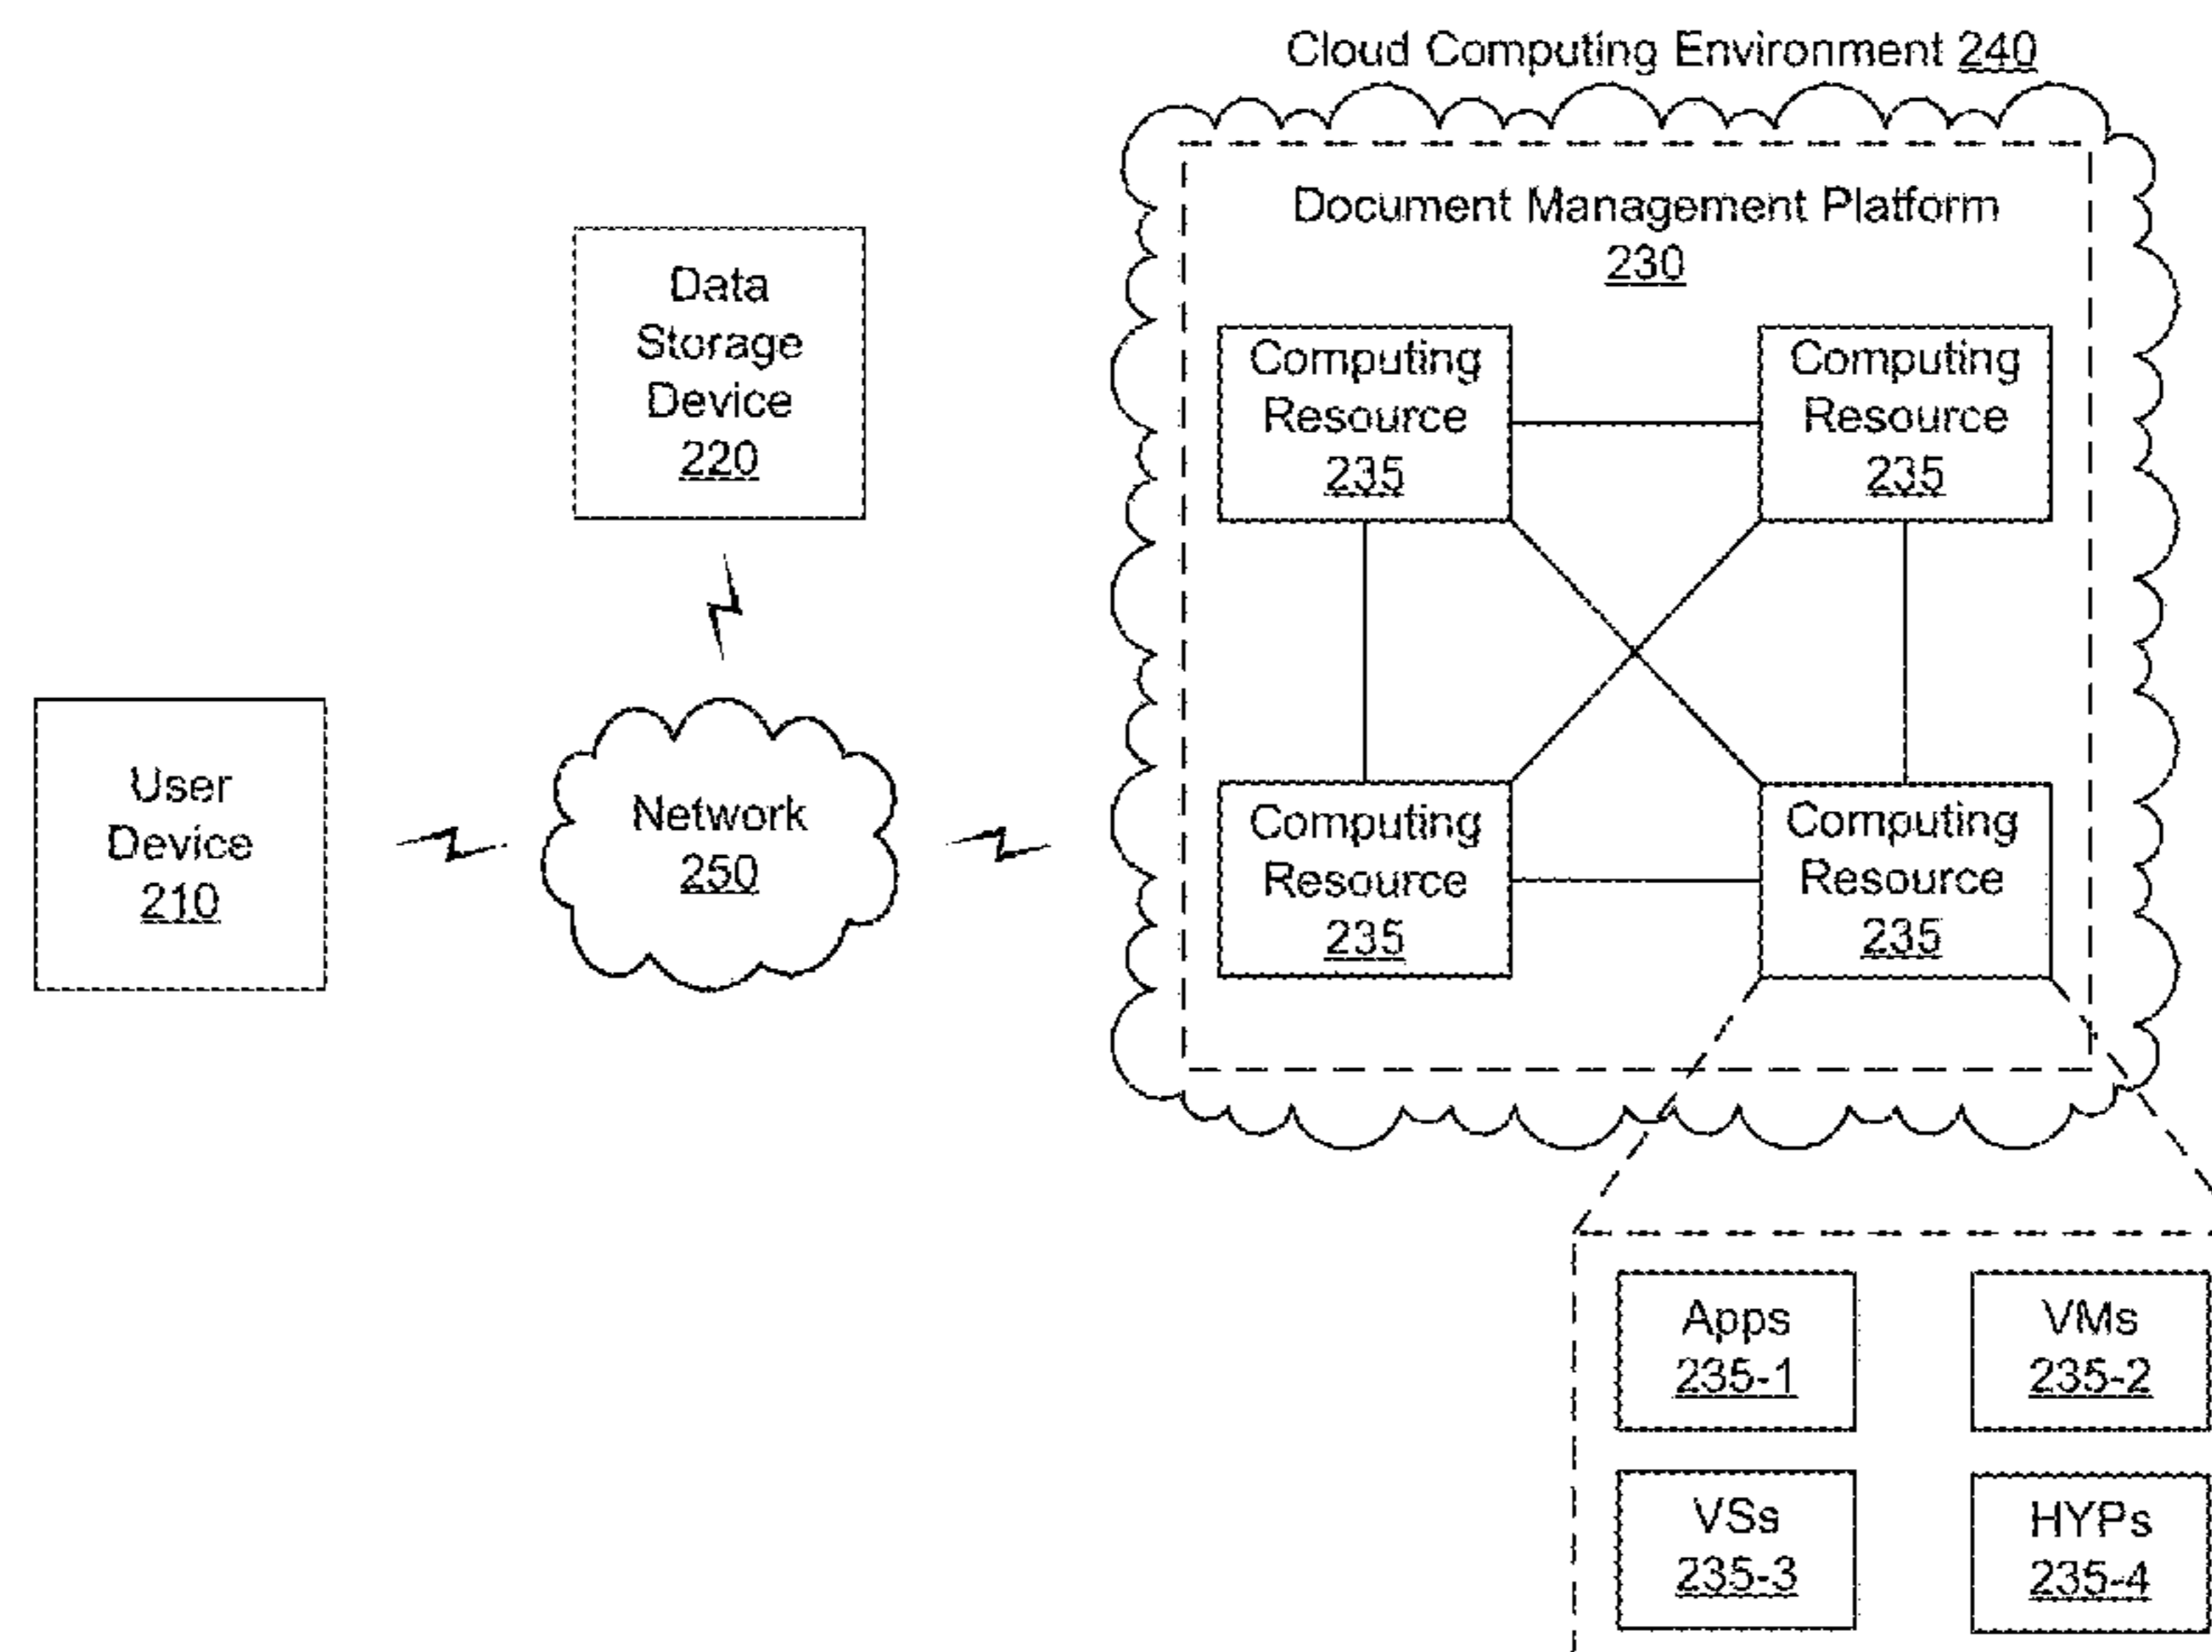 Cloud Computing Environment 240
Document Management Platform
230
Data
Storage
Device
220
Computing
Resource
235
Computing
Resource
235
User
Device
210
Network
250
Computing
Resource
235
Computing
Resource
235
Apps
235-1
VMs
235-2
VSs
235-3
HYPs
235-4